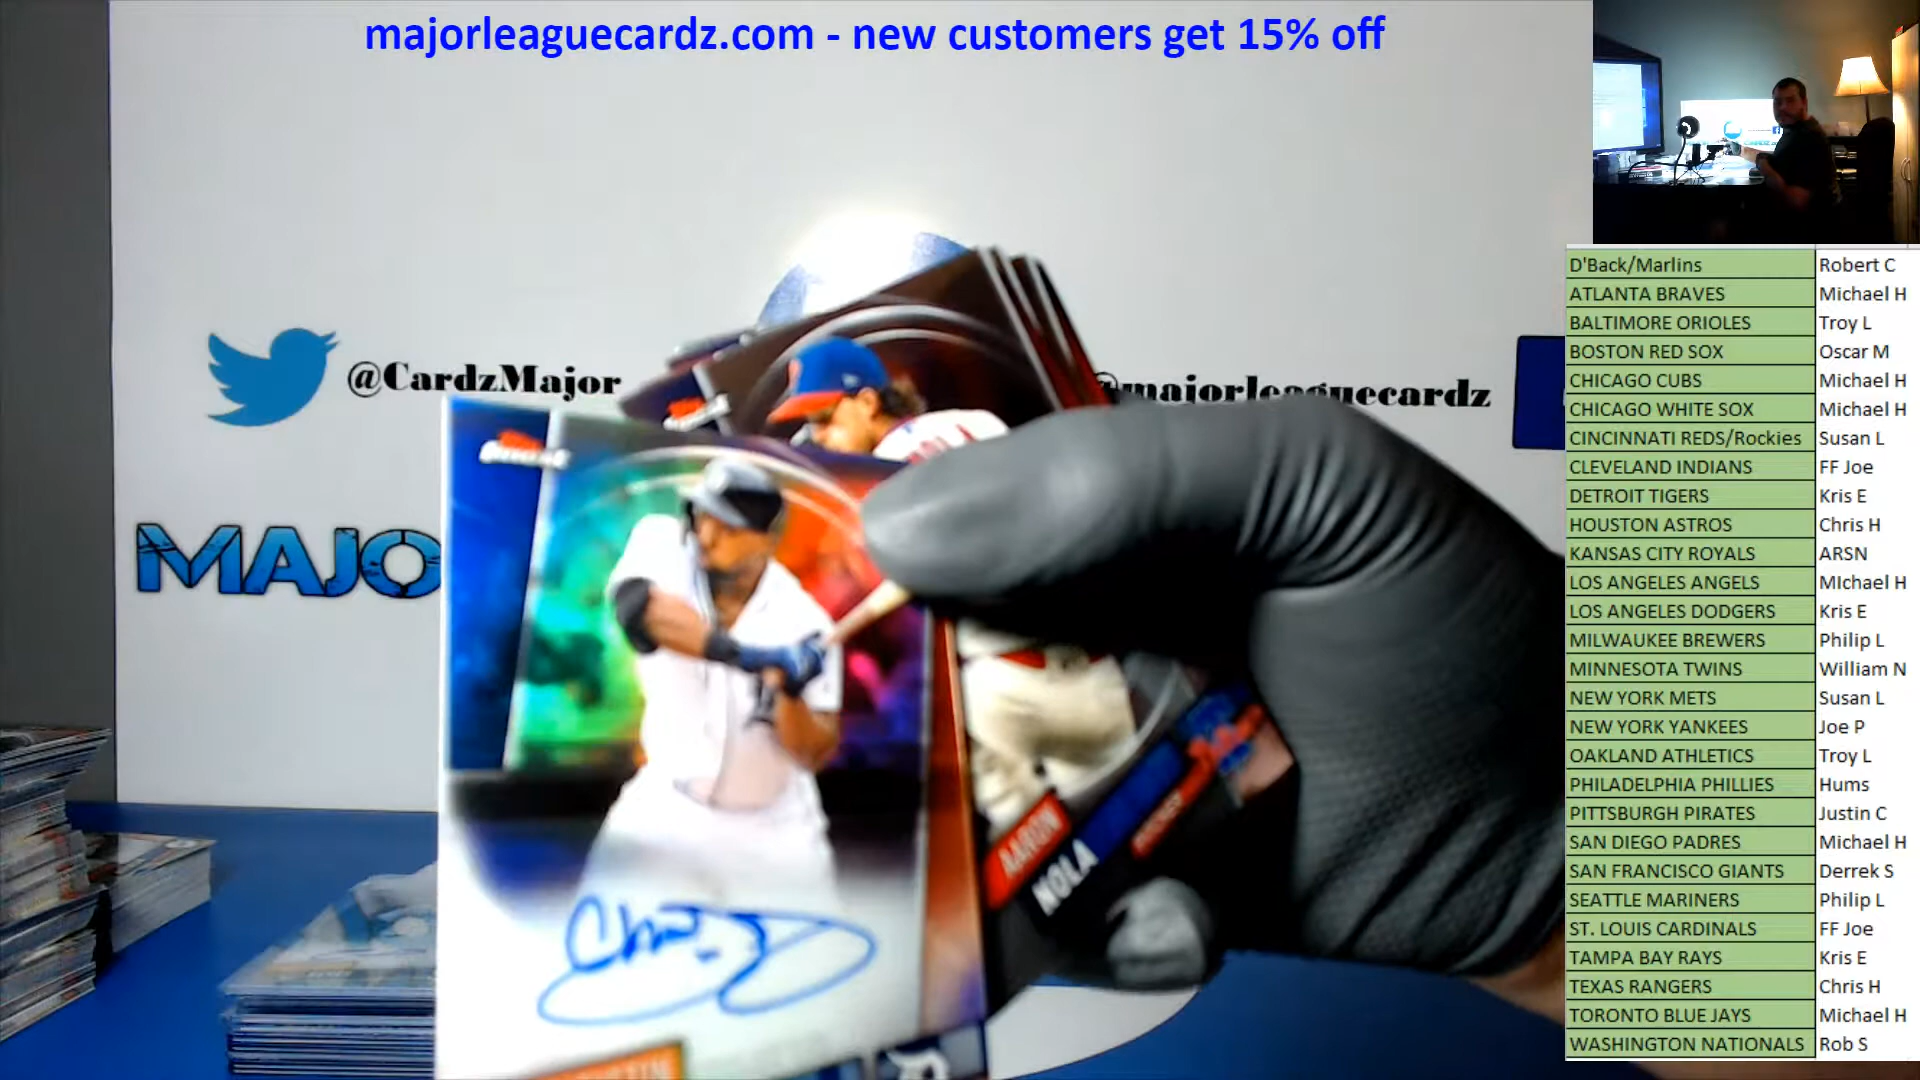 majorleaguecardz.com - new customers get 15% off
@CardzMajor
@majorleaguecardz
MAJO
AARON
NOLA
D'Back/Marlins Robert C
ATLANTA BRAVES Michael H
BALTIMORE ORIOLES Troy L
BOSTON RED SOX Oscar M
CHICAGO CUBS Michael H
CHICAGO WHITE SOX Michael H
CINCINNATI REDS/Rockies Susan L
CLEVELAND INDIANS FF Joe
DETROIT TIGERS Kris E
HOUSTON ASTROS Chris H
KANSAS CITY ROYALS ARSN
LOS ANGELES ANGELS MIchael H
LOS ANGELES DODGERS Kris E
MILWAUKEE BREWERS Philip L
MINNESOTA TWINS William N
NEW YORK METS Susan L
NEW YORK YANKEES Joe P
OAKLAND ATHLETICS Troy L
PHILADELPHIA PHILLIES Hums
PITTSBURGH PIRATES Justin C
SAN DIEGO PADRES Michael H
SAN FRANCISCO GIANTS Derrek S
SEATTLE MARINERS Philip L
ST. LOUIS CARDINALS FF Joe
TAMPA BAY RAYS Kris E
TEXAS RANGERS Chris H
TORONTO BLUE JAYS Michael H
WASHINGTON NATIONALS Rob S